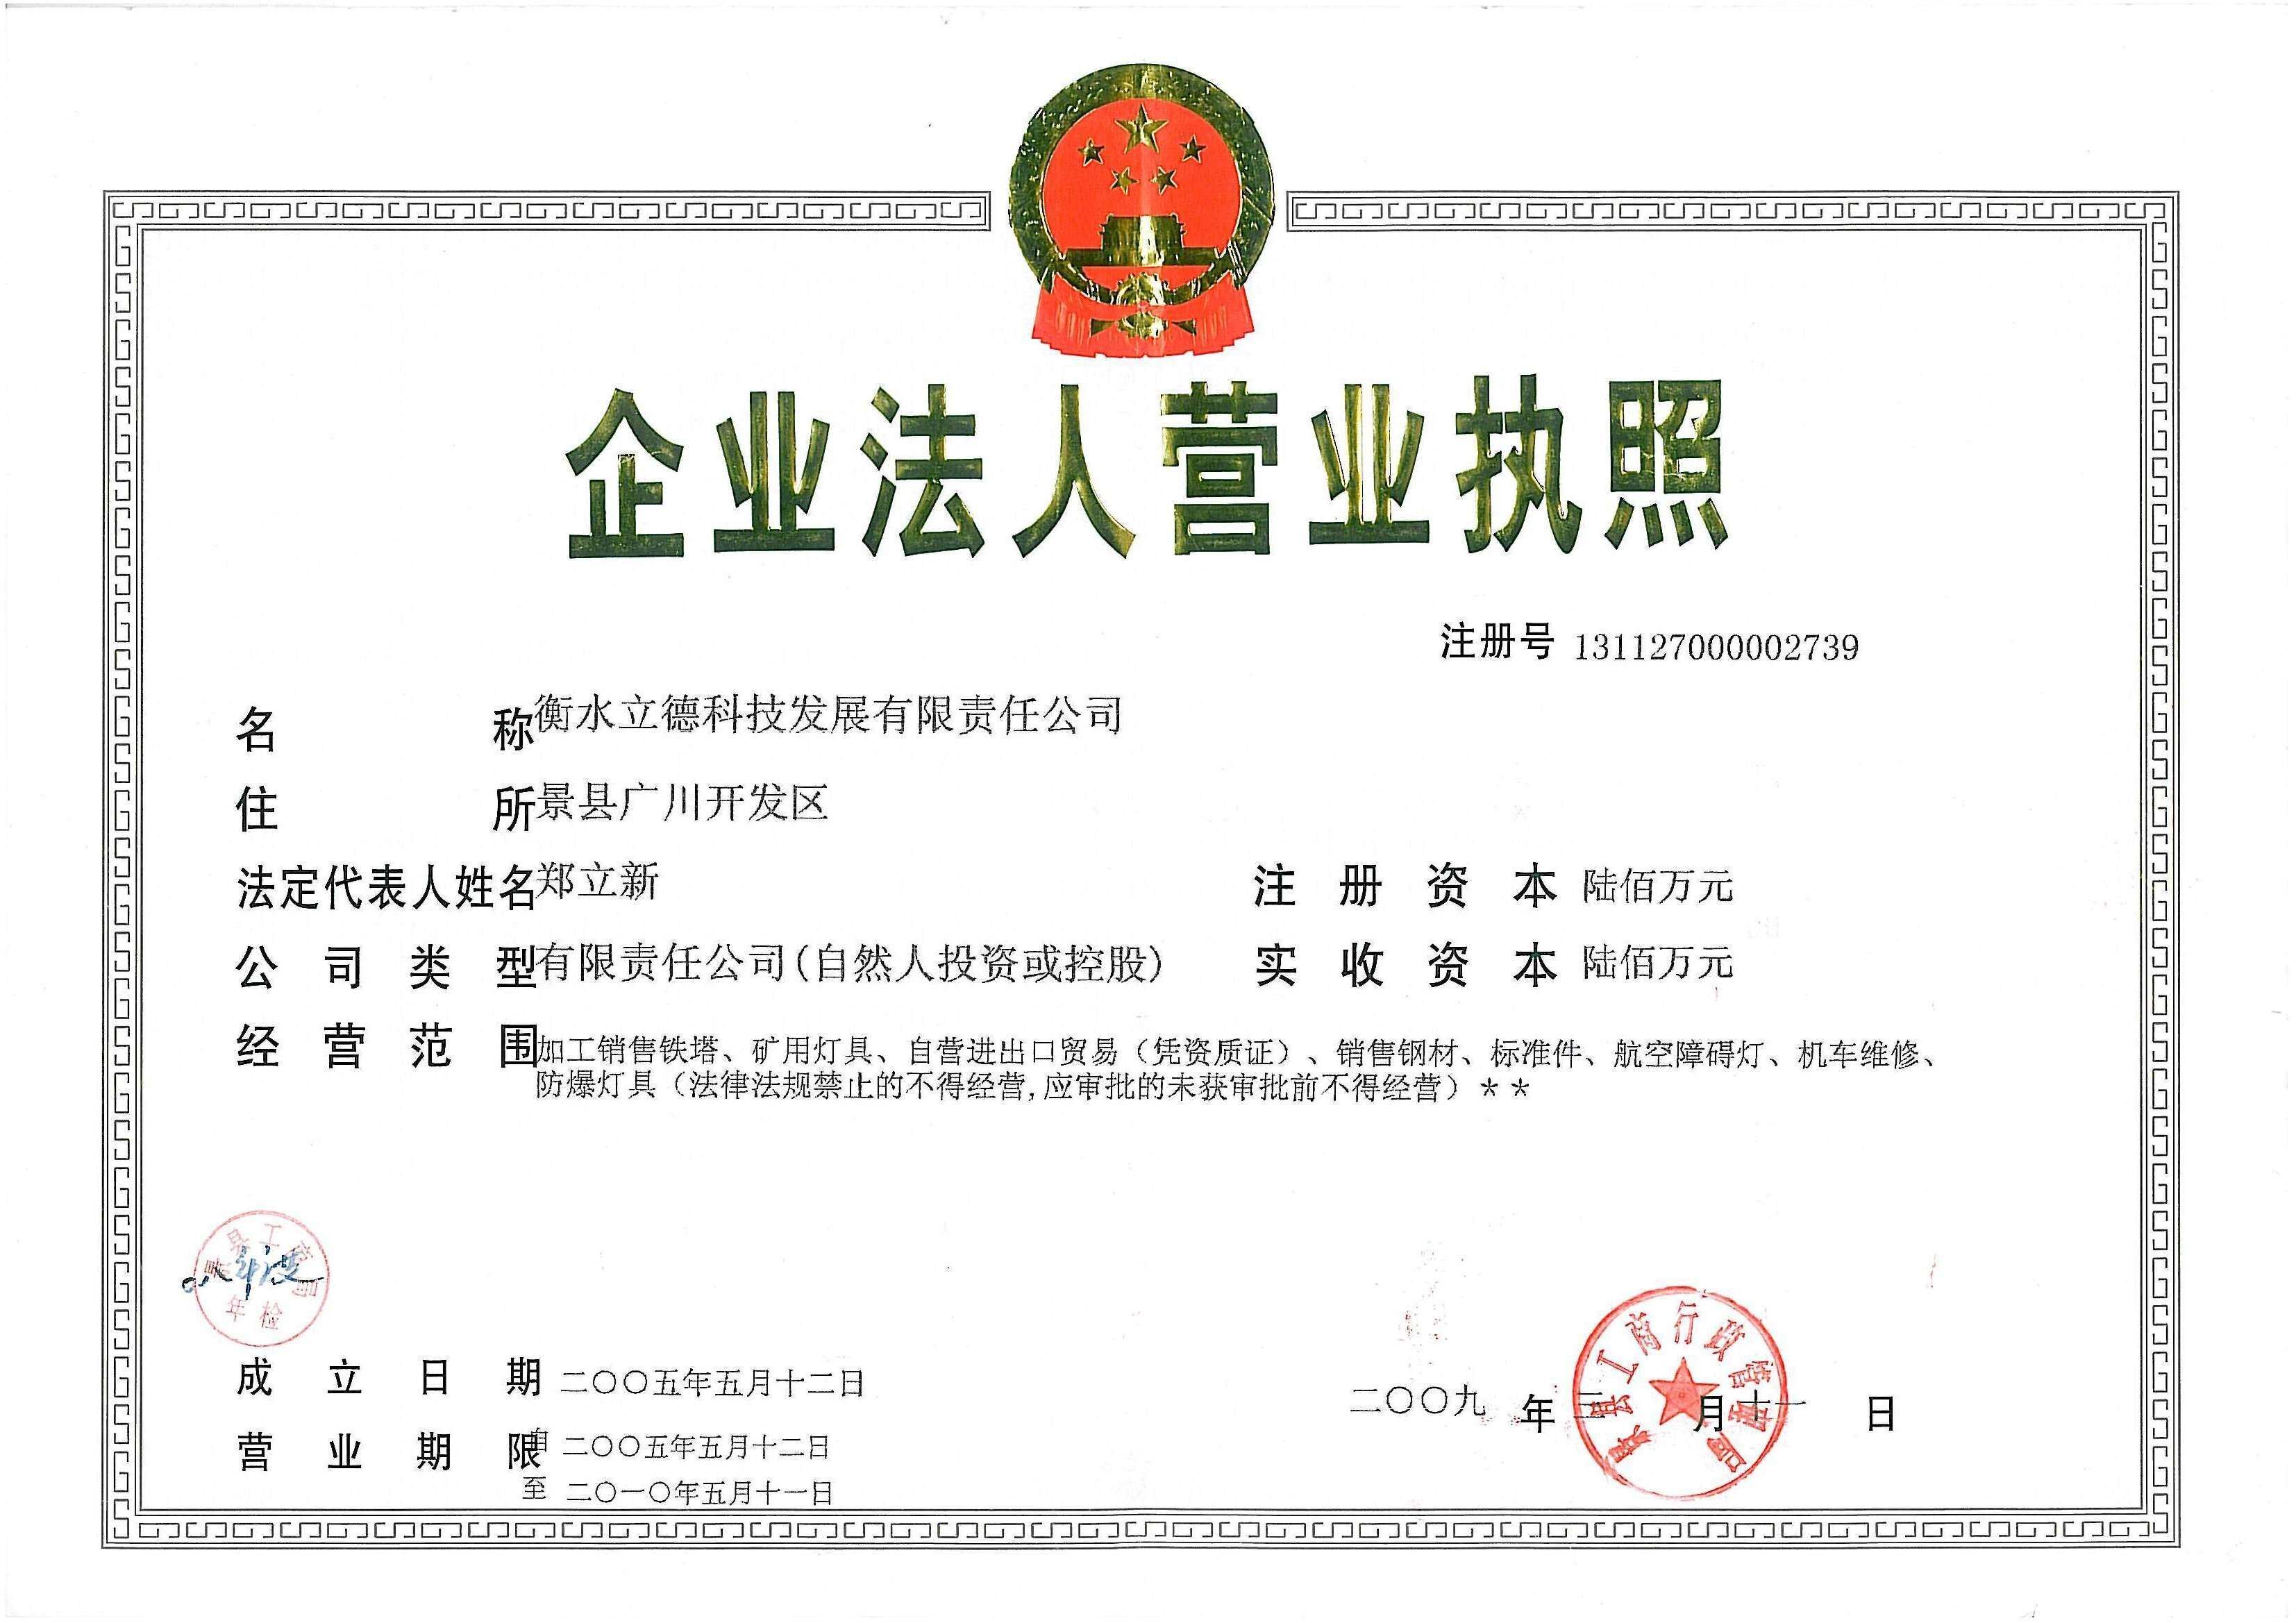 企业法人营业执照
注册号 131127000002739
名称 衡水立德科技发展有限责任公司
住所 景县广川开发区
法定代表人姓名 郑立新
注册资本 陆佰万元
公司类型 有限责任公司(自然人投资或控股)
实收资本 陆佰万元
经营范围 加工销售铁塔、矿用灯具、自营进出口贸易（凭资质证）、销售钢材、标准件、航空障碍灯、机车维修、
防爆灯具（法律法规禁止的不得经营,应审批的未获审批前不得经营）＊＊
景县工商局
年检
年度
成立日期 二〇〇五年五月十二日
营业期限 自 二〇〇五年五月十二日
至 二〇一〇年五月十一日
二〇〇九 年 三 月 十一 日
景县工商行政管理局